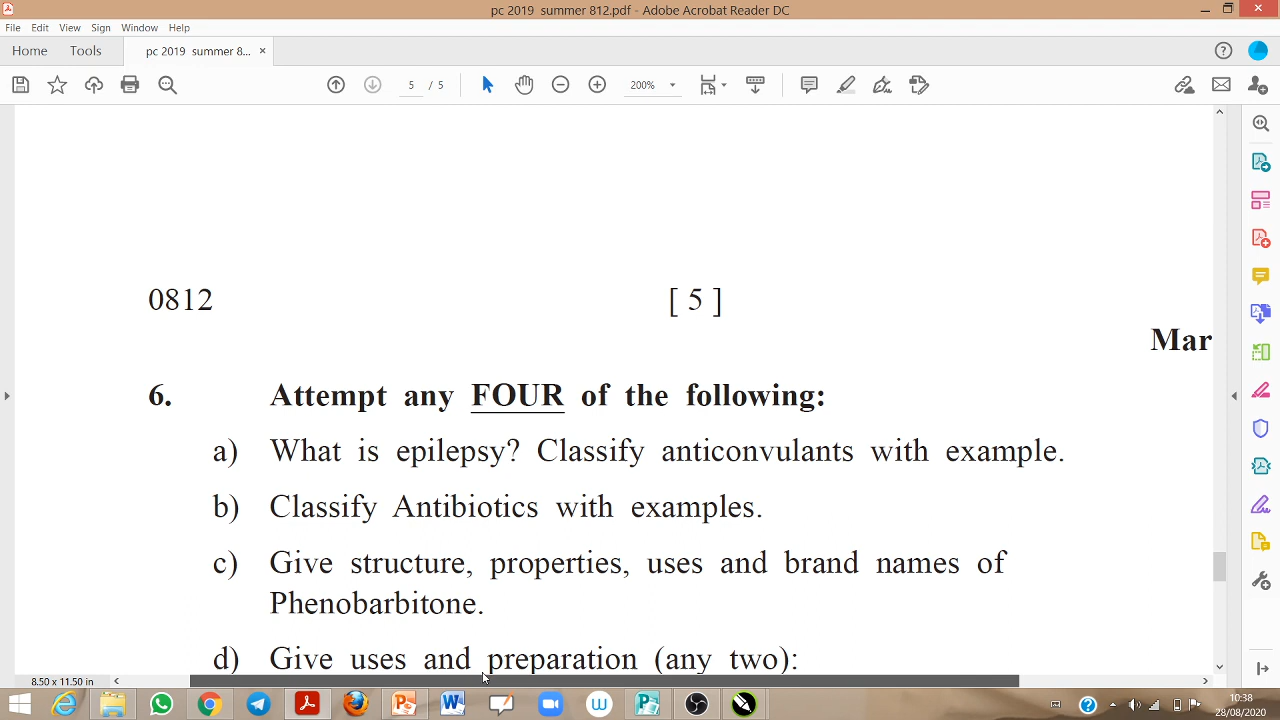 pc 2019 summer 812.pdf - Adobe Acrobat Reader DC
File Edit View Sign Window Help
Home Tools pc 2019 summer 8... ×
5 / 5 200%
0812 [ 5 ]
Mar
6. Attempt any FOUR of the following:
a) What is epilepsy? Classify anticonvulants with example.
b) Classify Antibiotics with examples.
c) Give structure, properties, uses and brand names of
Phenobarbitone.
d) Give uses and preparation (any two):
8.50 x 11.50 in
10:38
28/08/2020